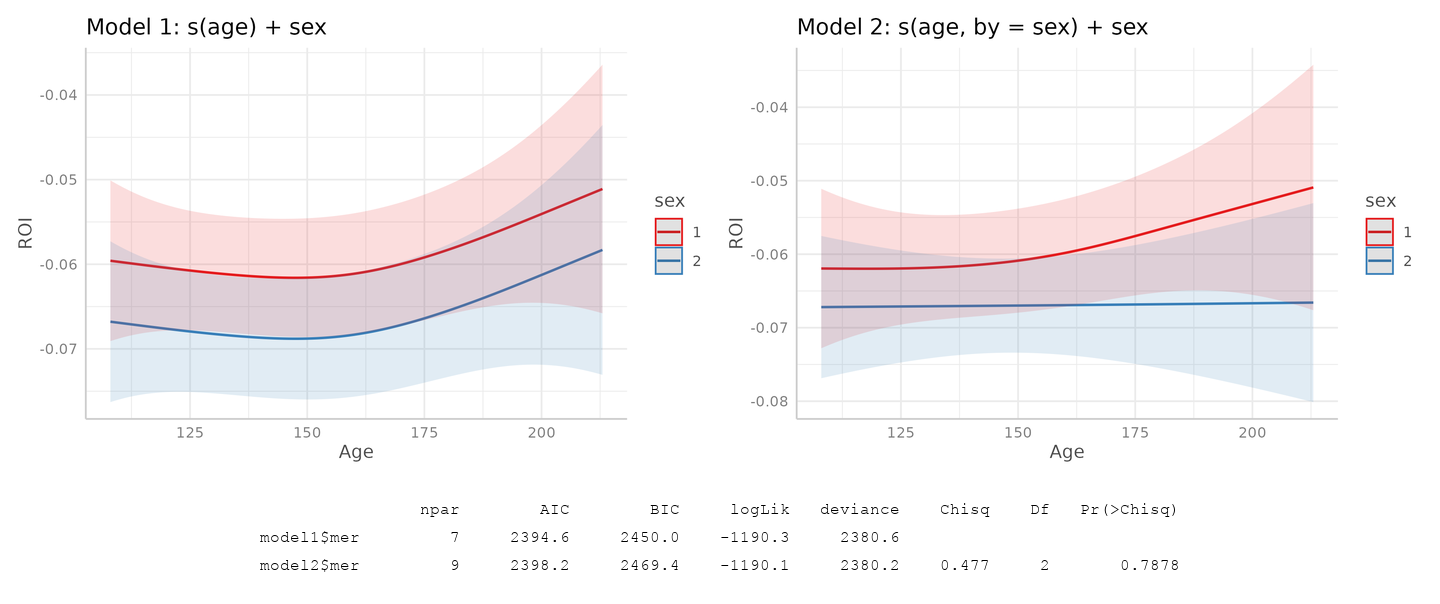 Model 1: s(age) + sex
-0.04
-0.05
-0.06
-0.07
ROI
125 150 175 200
Age
sex
1
2
Model 2: s(age, by = sex) + sex
-0.04
-0.05
-0.06
-0.07
-0.08
ROI
125 150 175 200
Age
sex
1
2
npar AIC BIC logLik deviance Chisq Df Pr(>Chisq)
model1$mer 7 2394.6 2450.0 -1190.3 2380.6
model2$mer 9 2398.2 2469.4 -1190.1 2380.2 0.477 2 0.7878